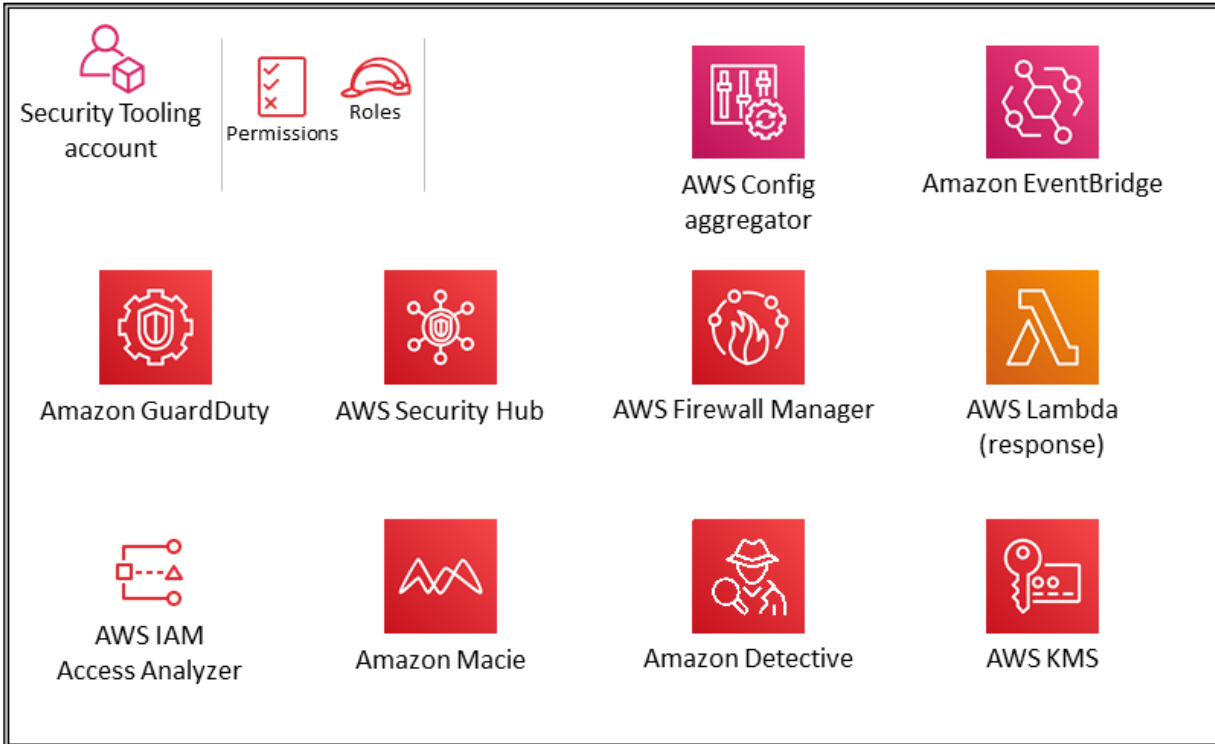 Security Tooling
account
Permissions
Roles
AWS Config
aggregator
Amazon EventBridge
Amazon GuardDuty
AWS Security Hub
AWS Firewall Manager
AWS Lambda
(response)
AWS IAM
Access Analyzer
Amazon Macie
Amazon Detective
AWS KMS